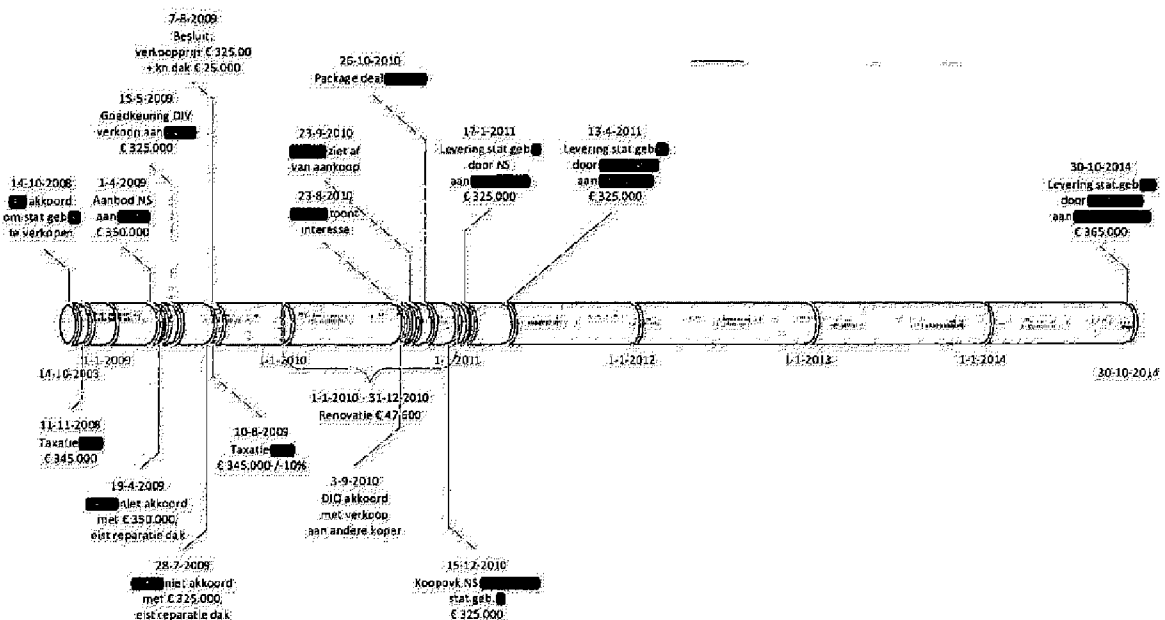 7-8-2009
Besluit:
verkoopprijs € 325.00
+ kn dak € 25.000
26-10-2010
Package deal
15-5-2009
Goedkeuring DIV
verkoop aan
€ 325.000
23-9-2010
ziet af
van aankoop
17-1-2011
Levering stat geb
door NS
aan
€ 325.000
13-4-2011
Levering stat geb
door
aan
€ 325.000
30-10-2014
Levering stat.geb
door
aan
€ 365.000
14-10-2008
akkoord
om stat geb
te verkopen
1-4-2009
Aanbod NS
aan
€ 350.000
23-8-2010
toont
interesse
1-1-2009
1-1-2010
1-1-2011
1-1-2012
1-1-2013
1-1-2014
30-10-2014
14-10-2003
11-11-2008
Taxatie
€ 345.000
1-1-2010 - 31-12-2010
Renovatie € 47.600
10-8-2009
Taxatie
€ 345.000 /-10%
19-4-2009
niet akkoord
met € 350.000,
eist reparatie dak
3-9-2010
DIO akkoord
met verkoop
aan andere koper
28-7-2009
niet akkoord
met € 325.000,
eist reparatie dak
15-12-2010
Koopovk NS
stat.geb.
€ 325.000